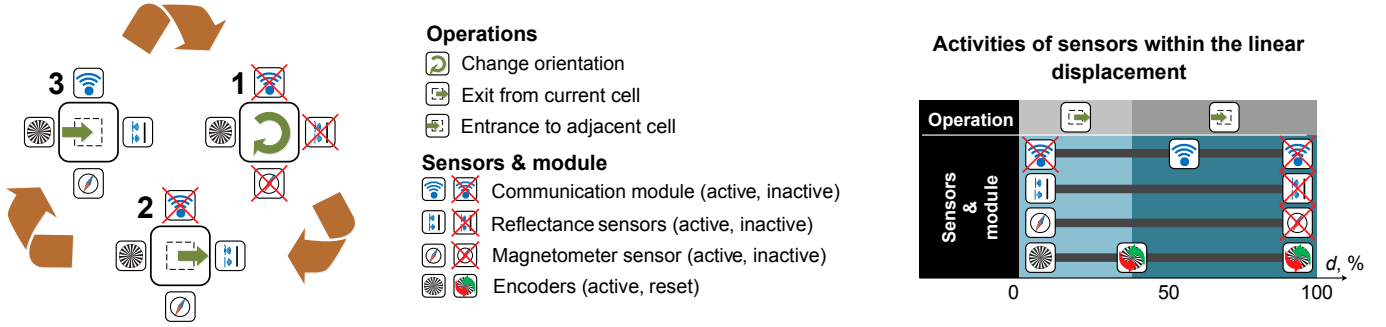 3
1
2
Operations
Change orientation
Exit from current cell
Entrance to adjacent cell
Sensors & module
Communication module (active, inactive)
Reflectance sensors (active, inactive)
Magnetometer sensor (active, inactive)
Encoders (active, reset)
Activities of sensors within the linear
displacement
Operation
Sensors
&
module
d, %
0
50
100